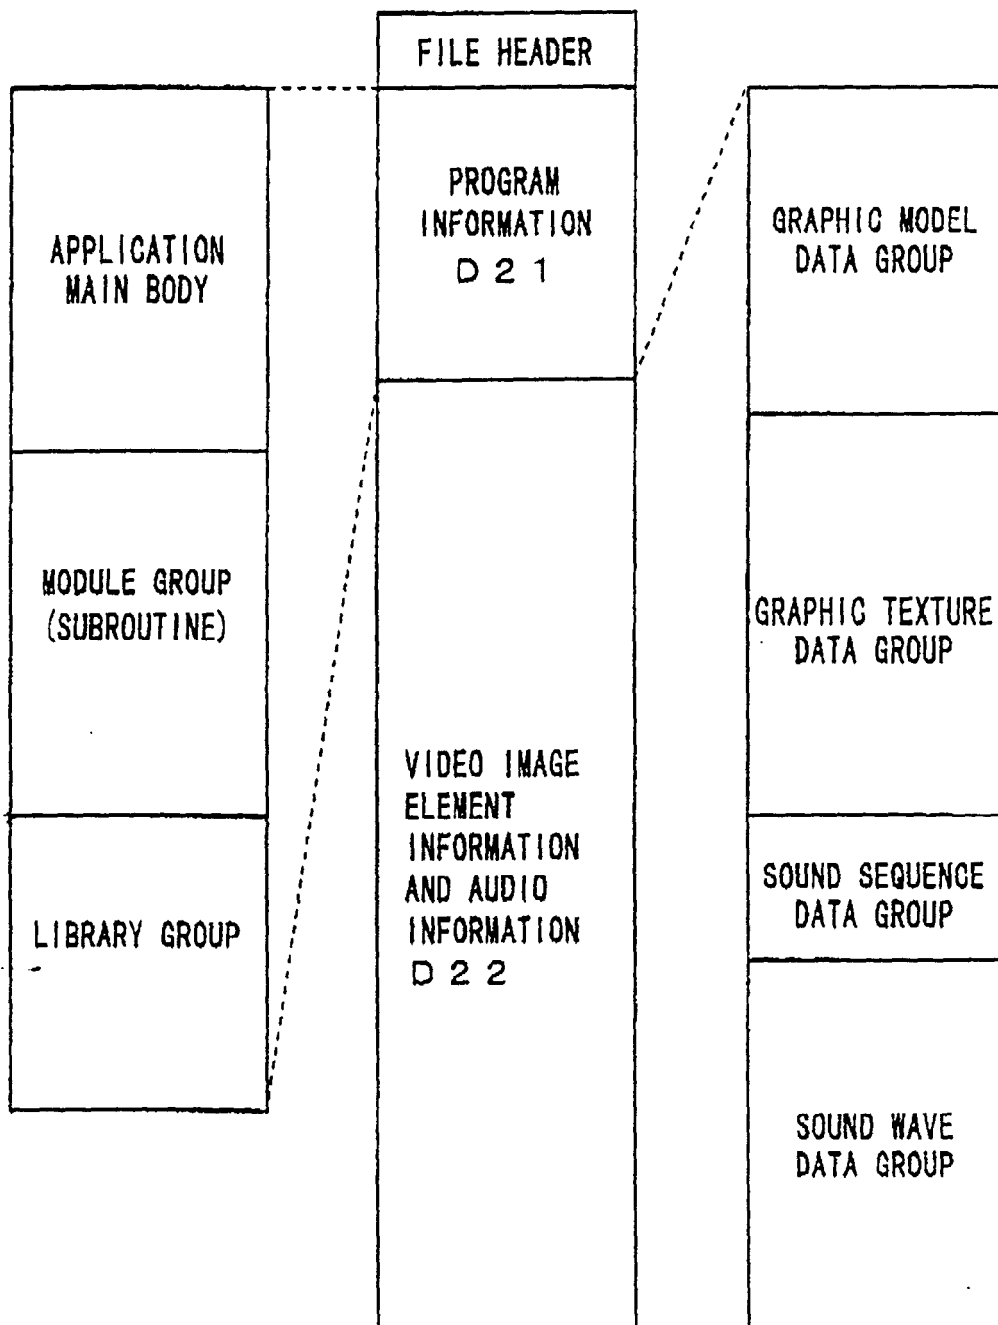 FILE HEADER
APPLICATION
MAIN BODY
MODULE GROUP
(SUBROUTINE)
LIBRARY GROUP
PROGRAM
INFORMATION
D21
VIDEO IMAGE
ELEMENT
INFORMATION
AND AUDIO
INFORMATION
D22
GRAPHIC MODEL
DATA GROUP
GRAPHIC TEXTURE
DATA GROUP
SOUND SEQUENCE
DATA GROUP
SOUND WAVE
DATA GROUP